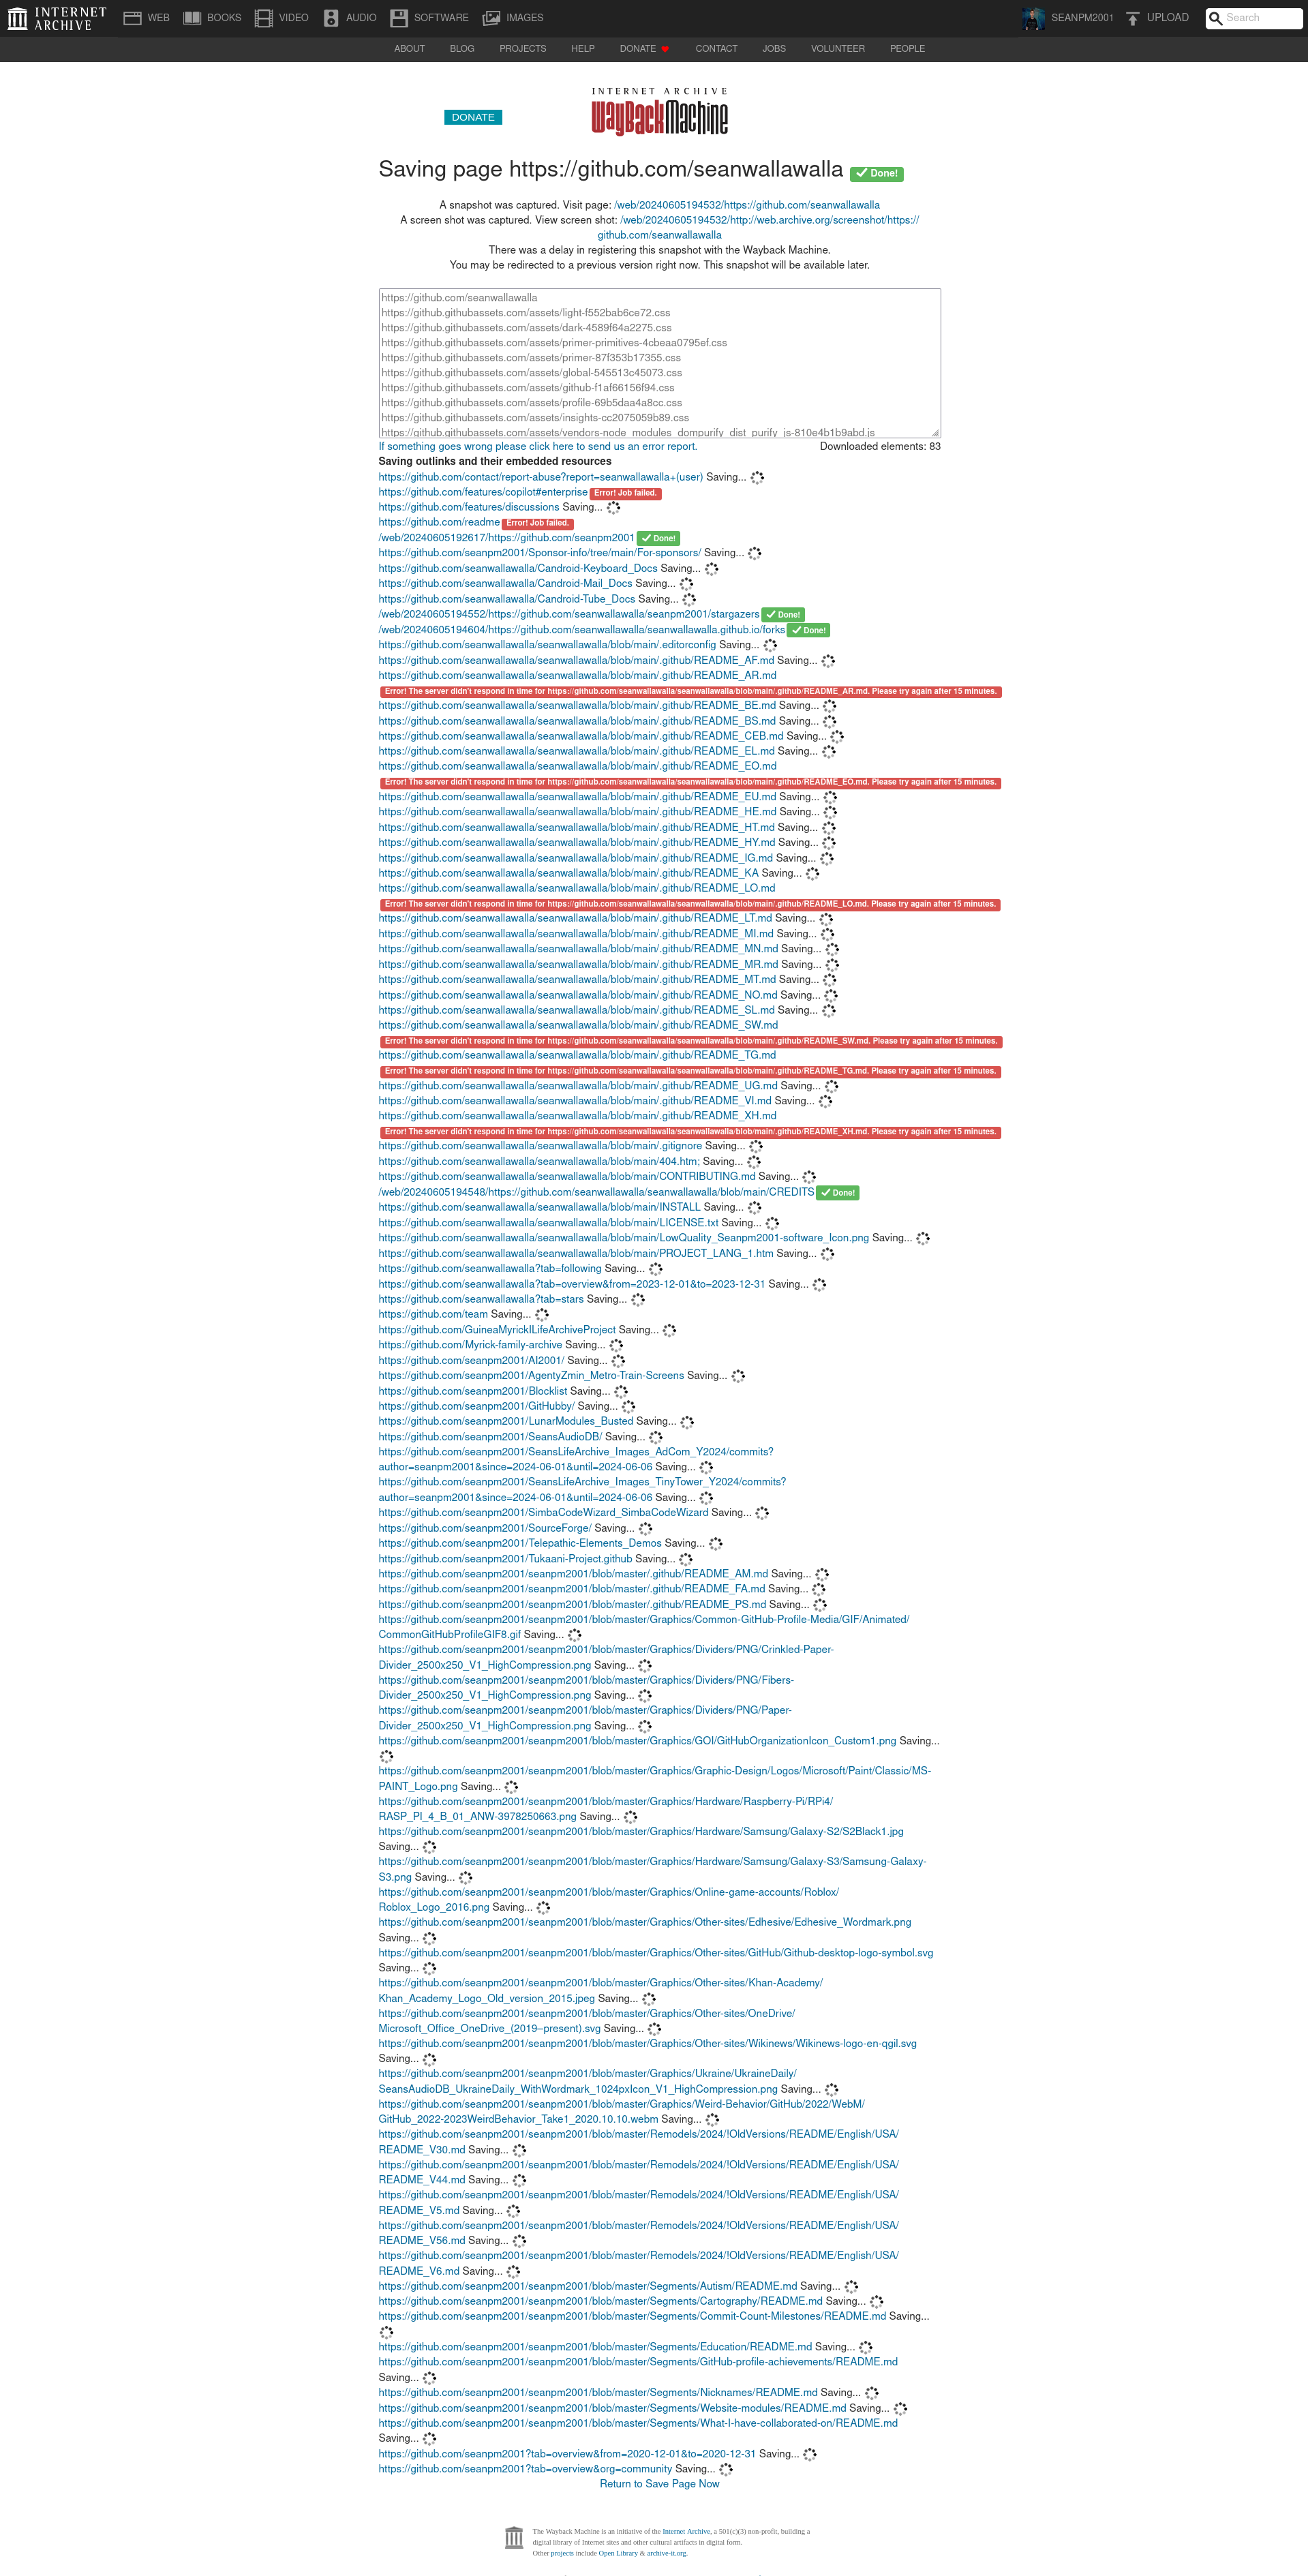 INTERNET ARCHIVE
WEB BOOKS VIDEO AUDIO SOFTWARE IMAGES SEANPM2001 UPLOAD Search
ABOUT BLOG PROJECTS HELP DONATE CONTACT JOBS VOLUNTEER PEOPLE
DONATE
INTERNET ARCHIVE
WayBackMachine
Saving page https://github.com/seanwallawalla Done!
A snapshot was captured. Visit page: /web/20240605194532/https://github.com/seanwallawalla
A screen shot was captured. View screen shot: /web/20240605194532/http://web.archive.org/screenshot/https://
github.com/seanwallawalla
There was a delay in registering this snapshot with the Wayback Machine.
You may be redirected to a previous version right now. This snapshot will be available later.
https://github.com/seanwallawalla
https://github.githubassets.com/assets/light-f552bab6ce72.css
https://github.githubassets.com/assets/dark-4589f64a2275.css
https://github.githubassets.com/assets/primer-primitives-4cbeaa0795ef.css
https://github.githubassets.com/assets/primer-87f353b17355.css
https://github.githubassets.com/assets/global-545513c45073.css
https://github.githubassets.com/assets/github-f1af66156f94.css
https://github.githubassets.com/assets/profile-69b5daa4a8cc.css
https://github.githubassets.com/assets/insights-cc2075059b89.css
https://github.githubassets.com/assets/vendors-node_modules_dompurify_dist_purify_js-810e4b1b9abd.js
If something goes wrong please click here to send us an error report. Downloaded elements: 83
Saving outlinks and their embedded resources
https://github.com/contact/report-abuse?report=seanwallawalla+(user) Saving...
https://github.com/features/copilot#enterprise Error! Job failed.
https://github.com/features/discussions Saving...
https://github.com/readme Error! Job failed.
/web/20240605192617/https://github.com/seanpm2001 Done!
https://github.com/seanpm2001/Sponsor-info/tree/main/For-sponsors/ Saving...
https://github.com/seanwallawalla/Candroid-Keyboard_Docs Saving...
https://github.com/seanwallawalla/Candroid-Mail_Docs Saving...
https://github.com/seanwallawalla/Candroid-Tube_Docs Saving...
/web/20240605194552/https://github.com/seanwallawalla/seanpm2001/stargazers Done!
/web/20240605194604/https://github.com/seanwallawalla/seanwallawalla.github.io/forks Done!
https://github.com/seanwallawalla/seanwallawalla/blob/main/.editorconfig Saving...
https://github.com/seanwallawalla/seanwallawalla/blob/main/.github/README_AF.md Saving...
https://github.com/seanwallawalla/seanwallawalla/blob/main/.github/README_AR.md
Error! The server didn't respond in time for https://github.com/seanwallawalla/seanwallawalla/blob/main/.github/README_AR.md. Please try again after 15 minutes.
https://github.com/seanwallawalla/seanwallawalla/blob/main/.github/README_BE.md Saving...
https://github.com/seanwallawalla/seanwallawalla/blob/main/.github/README_BS.md Saving...
https://github.com/seanwallawalla/seanwallawalla/blob/main/.github/README_CEB.md Saving...
https://github.com/seanwallawalla/seanwallawalla/blob/main/.github/README_EL.md Saving...
https://github.com/seanwallawalla/seanwallawalla/blob/main/.github/README_EO.md
Error! The server didn't respond in time for https://github.com/seanwallawalla/seanwallawalla/blob/main/.github/README_EO.md. Please try again after 15 minutes.
https://github.com/seanwallawalla/seanwallawalla/blob/main/.github/README_EU.md Saving...
https://github.com/seanwallawalla/seanwallawalla/blob/main/.github/README_HE.md Saving...
https://github.com/seanwallawalla/seanwallawalla/blob/main/.github/README_HT.md Saving...
https://github.com/seanwallawalla/seanwallawalla/blob/main/.github/README_HY.md Saving...
https://github.com/seanwallawalla/seanwallawalla/blob/main/.github/README_IG.md Saving...
https://github.com/seanwallawalla/seanwallawalla/blob/main/.github/README_KA Saving...
https://github.com/seanwallawalla/seanwallawalla/blob/main/.github/README_LO.md
Error! The server didn't respond in time for https://github.com/seanwallawalla/seanwallawalla/blob/main/.github/README_LO.md. Please try again after 15 minutes.
https://github.com/seanwallawalla/seanwallawalla/blob/main/.github/README_LT.md Saving...
https://github.com/seanwallawalla/seanwallawalla/blob/main/.github/README_MI.md Saving...
https://github.com/seanwallawalla/seanwallawalla/blob/main/.github/README_MN.md Saving...
https://github.com/seanwallawalla/seanwallawalla/blob/main/.github/README_MR.md Saving...
https://github.com/seanwallawalla/seanwallawalla/blob/main/.github/README_MT.md Saving...
https://github.com/seanwallawalla/seanwallawalla/blob/main/.github/README_NO.md Saving...
https://github.com/seanwallawalla/seanwallawalla/blob/main/.github/README_SL.md Saving...
https://github.com/seanwallawalla/seanwallawalla/blob/main/.github/README_SW.md
Error! The server didn't respond in time for https://github.com/seanwallawalla/seanwallawalla/blob/main/.github/README_SW.md. Please try again after 15 minutes.
https://github.com/seanwallawalla/seanwallawalla/blob/main/.github/README_TG.md
Error! The server didn't respond in time for https://github.com/seanwallawalla/seanwallawalla/blob/main/.github/README_TG.md. Please try again after 15 minutes.
https://github.com/seanwallawalla/seanwallawalla/blob/main/.github/README_UG.md Saving...
https://github.com/seanwallawalla/seanwallawalla/blob/main/.github/README_VI.md Saving...
https://github.com/seanwallawalla/seanwallawalla/blob/main/.github/README_XH.md
Error! The server didn't respond in time for https://github.com/seanwallawalla/seanwallawalla/blob/main/.github/README_XH.md. Please try again after 15 minutes.
https://github.com/seanwallawalla/seanwallawalla/blob/main/.gitignore Saving...
https://github.com/seanwallawalla/seanwallawalla/blob/main/404.htm; Saving...
https://github.com/seanwallawalla/seanwallawalla/blob/main/CONTRIBUTING.md Saving...
/web/20240605194548/https://github.com/seanwallawalla/seanwallawalla/blob/main/CREDITS Done!
https://github.com/seanwallawalla/seanwallawalla/blob/main/INSTALL Saving...
https://github.com/seanwallawalla/seanwallawalla/blob/main/LICENSE.txt Saving...
https://github.com/seanwallawalla/seanwallawalla/blob/main/LowQuality_Seanpm2001-software_Icon.png Saving...
https://github.com/seanwallawalla/seanwallawalla/blob/main/PROJECT_LANG_1.htm Saving...
https://github.com/seanwallawalla?tab=following Saving...
https://github.com/seanwallawalla?tab=overview&from=2023-12-01&to=2023-12-31 Saving...
https://github.com/seanwallawalla?tab=stars Saving...
https://github.com/team Saving...
https://github.com/GuineaMyrickILifeArchiveProject Saving...
https://github.com/Myrick-family-archive Saving...
https://github.com/seanpm2001/AI2001/ Saving...
https://github.com/seanpm2001/AgentyZmin_Metro-Train-Screens Saving...
https://github.com/seanpm2001/Blocklist Saving...
https://github.com/seanpm2001/GitHubby/ Saving...
https://github.com/seanpm2001/LunarModules_Busted Saving...
https://github.com/seanpm2001/SeansAudioDB/ Saving...
https://github.com/seanpm2001/SeansLifeArchive_Images_AdCom_Y2024/commits?
author=seanpm2001&since=2024-06-01&until=2024-06-06 Saving...
https://github.com/seanpm2001/SeansLifeArchive_Images_TinyTower_Y2024/commits?
author=seanpm2001&since=2024-06-01&until=2024-06-06 Saving...
https://github.com/seanpm2001/SimbaCodeWizard_SimbaCodeWizard Saving...
https://github.com/seanpm2001/SourceForge/ Saving...
https://github.com/seanpm2001/Telepathic-Elements_Demos Saving...
https://github.com/seanpm2001/Tukaani-Project.github Saving...
https://github.com/seanpm2001/seanpm2001/blob/master/.github/README_AM.md Saving...
https://github.com/seanpm2001/seanpm2001/blob/master/.github/README_FA.md Saving...
https://github.com/seanpm2001/seanpm2001/blob/master/.github/README_PS.md Saving...
https://github.com/seanpm2001/seanpm2001/blob/master/Graphics/Common-GitHub-Profile-Media/GIF/Animated/
CommonGitHubProfileGIF8.gif Saving...
https://github.com/seanpm2001/seanpm2001/blob/master/Graphics/Dividers/PNG/Crinkled-Paper-
Divider_2500x250_V1_HighCompression.png Saving...
https://github.com/seanpm2001/seanpm2001/blob/master/Graphics/Dividers/PNG/Fibers-
Divider_2500x250_V1_HighCompression.png Saving...
https://github.com/seanpm2001/seanpm2001/blob/master/Graphics/Dividers/PNG/Paper-
Divider_2500x250_V1_HighCompression.png Saving...
https://github.com/seanpm2001/seanpm2001/blob/master/Graphics/GOI/GitHubOrganizationIcon_Custom1.png Saving...
https://github.com/seanpm2001/seanpm2001/blob/master/Graphics/Graphic-Design/Logos/Microsoft/Paint/Classic/MS-
PAINT_Logo.png Saving...
https://github.com/seanpm2001/seanpm2001/blob/master/Graphics/Hardware/Raspberry-Pi/RPi4/
RASP_PI_4_B_01_ANW-3978250663.png Saving...
https://github.com/seanpm2001/seanpm2001/blob/master/Graphics/Hardware/Samsung/Galaxy-S2/S2Black1.jpg
Saving...
https://github.com/seanpm2001/seanpm2001/blob/master/Graphics/Hardware/Samsung/Galaxy-S3/Samsung-Galaxy-
S3.png Saving...
https://github.com/seanpm2001/seanpm2001/blob/master/Graphics/Online-game-accounts/Roblox/
Roblox_Logo_2016.png Saving...
https://github.com/seanpm2001/seanpm2001/blob/master/Graphics/Other-sites/Edhesive/Edhesive_Wordmark.png
Saving...
https://github.com/seanpm2001/seanpm2001/blob/master/Graphics/Other-sites/GitHub/Github-desktop-logo-symbol.svg
Saving...
https://github.com/seanpm2001/seanpm2001/blob/master/Graphics/Other-sites/Khan-Academy/
Khan_Academy_Logo_Old_version_2015.jpeg Saving...
https://github.com/seanpm2001/seanpm2001/blob/master/Graphics/Other-sites/OneDrive/
Microsoft_Office_OneDrive_(2019–present).svg Saving...
https://github.com/seanpm2001/seanpm2001/blob/master/Graphics/Other-sites/Wikinews/Wikinews-logo-en-qgil.svg
Saving...
https://github.com/seanpm2001/seanpm2001/blob/master/Graphics/Ukraine/UkraineDaily/
SeansAudioDB_UkraineDaily_WithWordmark_1024pxIcon_V1_HighCompression.png Saving...
https://github.com/seanpm2001/seanpm2001/blob/master/Graphics/Weird-Behavior/GitHub/2022/WebM/
GitHub_2022-2023WeirdBehavior_Take1_2020.10.10.webm Saving...
https://github.com/seanpm2001/seanpm2001/blob/master/Remodels/2024/!OldVersions/README/English/USA/
README_V30.md Saving...
https://github.com/seanpm2001/seanpm2001/blob/master/Remodels/2024/!OldVersions/README/English/USA/
README_V44.md Saving...
https://github.com/seanpm2001/seanpm2001/blob/master/Remodels/2024/!OldVersions/README/English/USA/
README_V5.md Saving...
https://github.com/seanpm2001/seanpm2001/blob/master/Remodels/2024/!OldVersions/README/English/USA/
README_V56.md Saving...
https://github.com/seanpm2001/seanpm2001/blob/master/Remodels/2024/!OldVersions/README/English/USA/
README_V6.md Saving...
https://github.com/seanpm2001/seanpm2001/blob/master/Segments/Autism/README.md Saving...
https://github.com/seanpm2001/seanpm2001/blob/master/Segments/Cartography/README.md Saving...
https://github.com/seanpm2001/seanpm2001/blob/master/Segments/Commit-Count-Milestones/README.md Saving...
https://github.com/seanpm2001/seanpm2001/blob/master/Segments/Education/README.md Saving...
https://github.com/seanpm2001/seanpm2001/blob/master/Segments/GitHub-profile-achievements/README.md
Saving...
https://github.com/seanpm2001/seanpm2001/blob/master/Segments/Nicknames/README.md Saving...
https://github.com/seanpm2001/seanpm2001/blob/master/Segments/Website-modules/README.md Saving...
https://github.com/seanpm2001/seanpm2001/blob/master/Segments/What-I-have-collaborated-on/README.md
Saving...
https://github.com/seanpm2001?tab=overview&from=2020-12-01&to=2020-12-31 Saving...
https://github.com/seanpm2001?tab=overview&org=community Saving...
Return to Save Page Now
The Wayback Machine is an initiative of the Internet Archive, a 501(c)(3) non-profit, building a
digital library of Internet sites and other cultural artifacts in digital form.
Other projects include Open Library & archive-it.org.